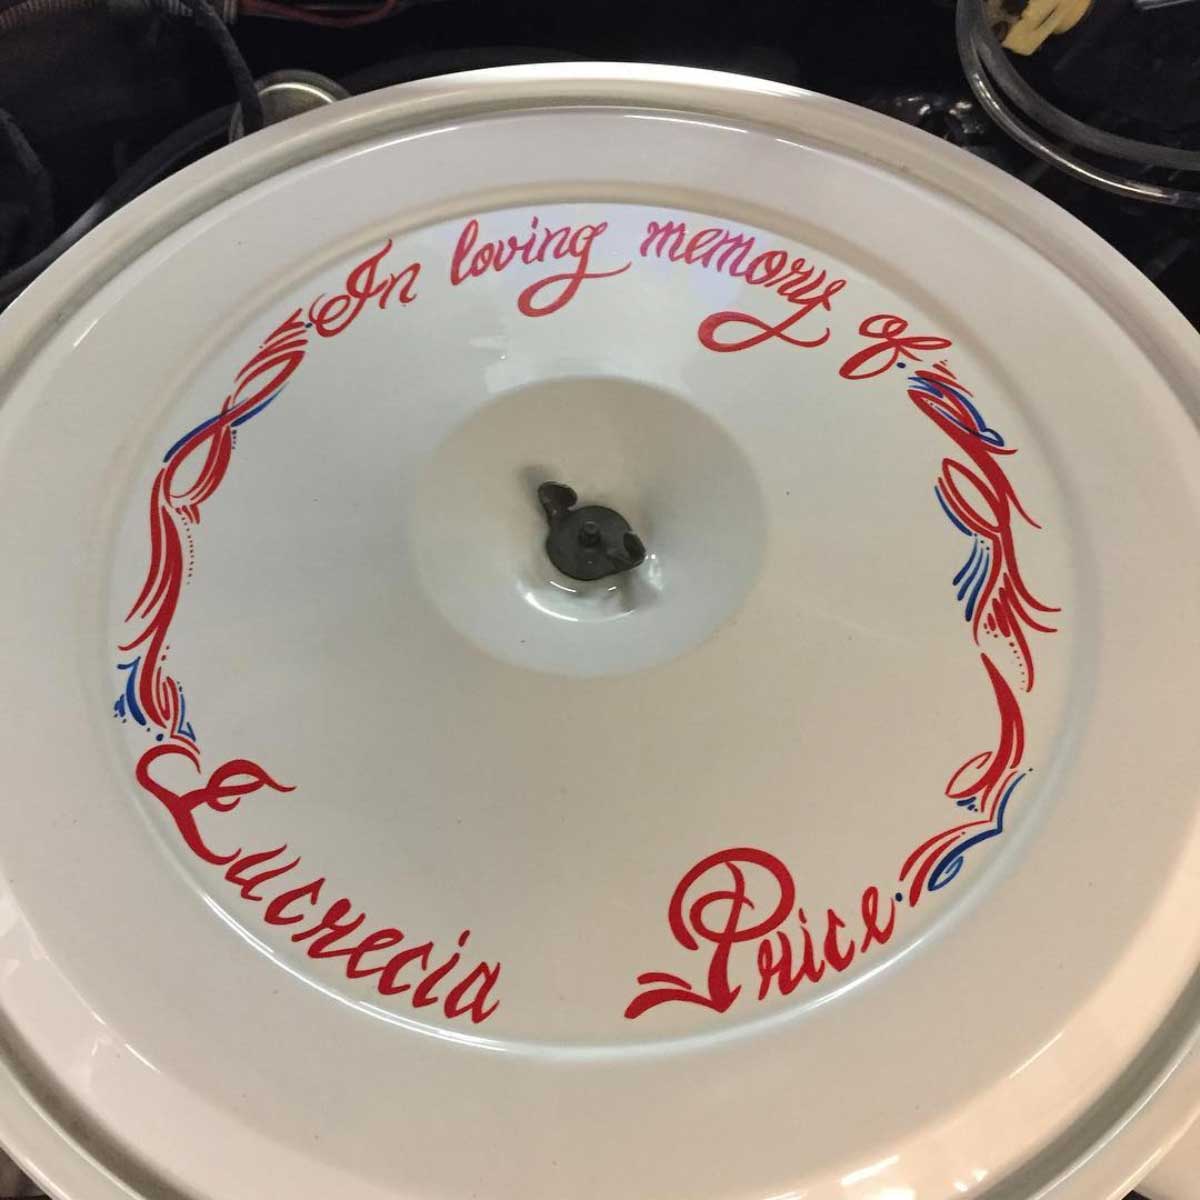 In loving memory of
Lucrecia Price